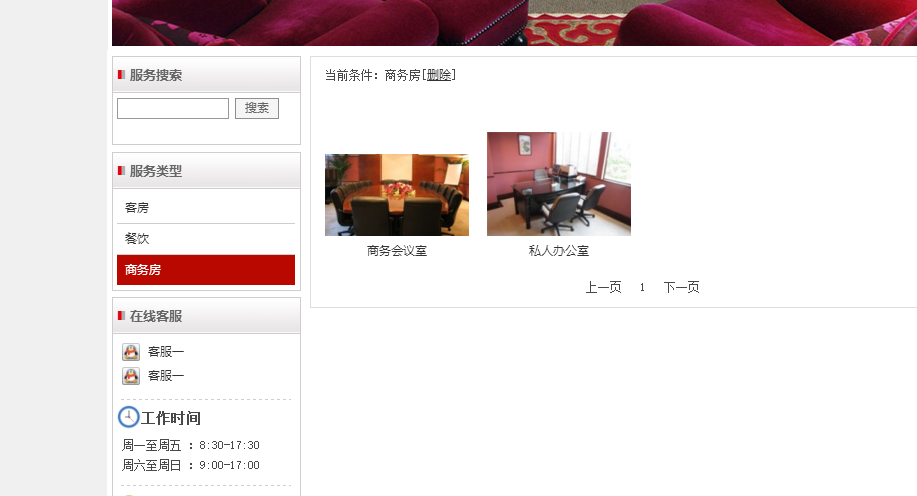 服务搜索
搜索
服务类型
客房
餐饮
商务房
在线客服
客服一
客服一
工作时间
周一至周五 : 8:30-17:30
周六至周日 : 9:00-17:00
当前条件: 商务房[删除]
商务会议室
私人办公室
上一页 1 下一页